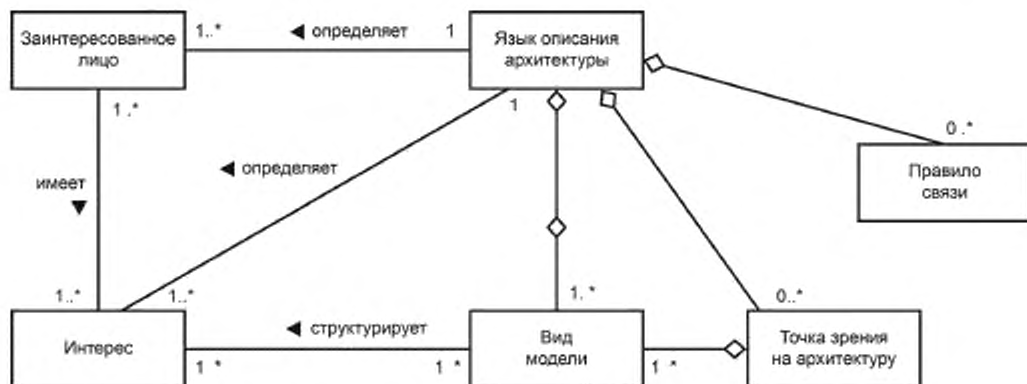 Заинтересованное
лицо
1..*
◄ определяет
1
Язык описания
архитектуры
1 .*
1
◄ определяет
имеет
▼
0 .*
Правило
связи
1..*
1..*
1. *
0..*
Интерес
◄ структурирует
1 *
1 *
Вид
модели
1 .*
Точка зрения
на архитектуру